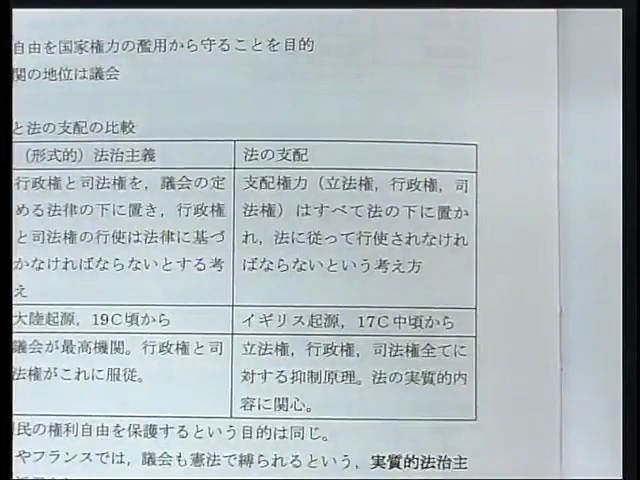 自由を国家権力の濫用から守ることを目的
関の地位は議会
と法の支配の比較
(形式的)法治主義
法の支配
行政権と司法権を，議会の定
める法律の下に置き，行政権
と司法権の行使は法律に基づ
かなければならないとする考
え
支配権力（立法権，行政権，司
法権）はすべて法の下に置か
れ，法に従って行使されなけれ
ばならないという考え方
大陸起源，19C頃から
イギリス起源，17C中頃から
議会が最高機関。行政権と司
法権がこれに服従。
立法権，行政権，司法権全てに
対する抑制原理。法の実質的内
容に関心。
民の権利自由を保護するという目的は同じ。
やフランスでは，議会も憲法で縛られるという，実質的法治主